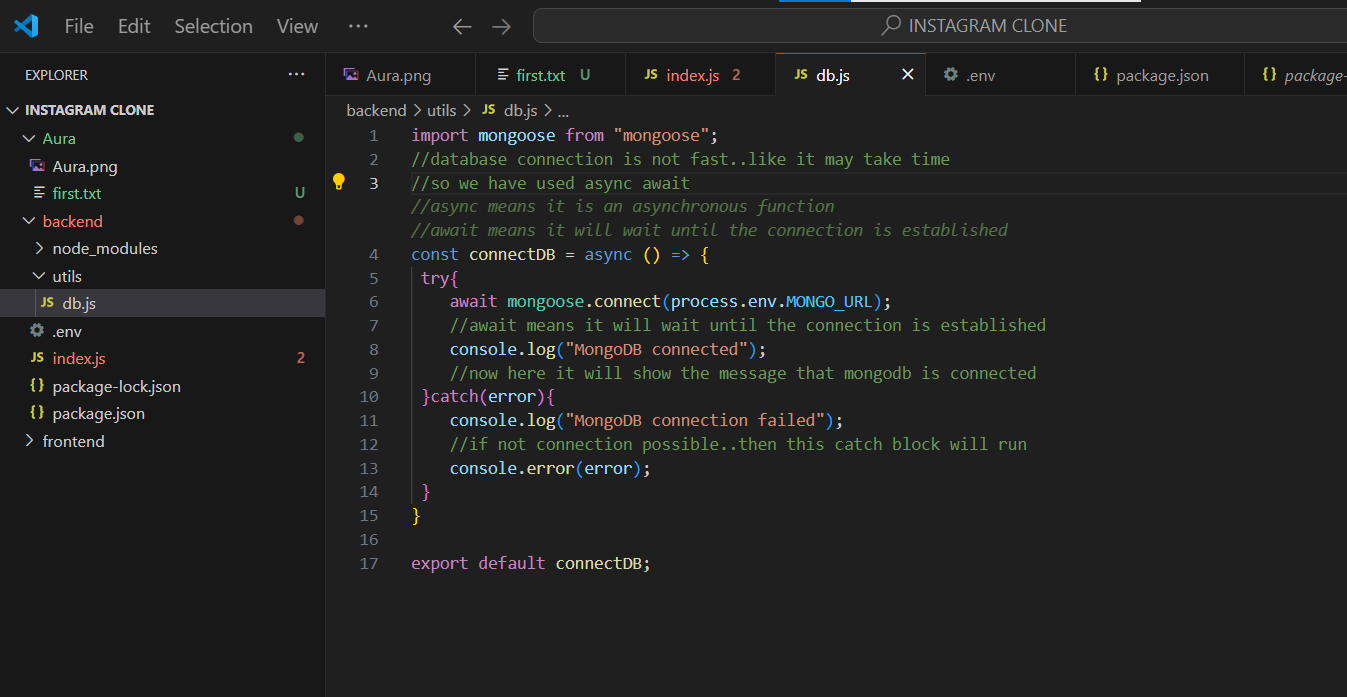 File Edit Selection View ··· ← → INSTAGRAM CLONE
EXPLORER ···
INSTAGRAM CLONE
Aura
Aura.png
first.txt U
backend
node_modules
utils
JS db.js
.env
JS index.js 2
{} package-lock.json
{} package.json
frontend
Aura.png first.txt U JS index.js 2 JS db.js × .env {} package.json {} package-
backend > utils > JS db.js > ...
1 import mongoose from "mongoose";
2 //database connection is not fast..like it may take time
3 //so we have used async await
//async means it is an asynchronous function
//await means it will wait until the connection is established
4 const connectDB = async () => {
5 try{
6 await mongoose.connect(process.env.MONGO_URL);
7 //await means it will wait until the connection is established
8 console.log("MongoDB connected");
9 //now here it will show the message that mongodb is connected
10 }catch(error){
11 console.log("MongoDB connection failed");
12 //if not connection possible..then this catch block will run
13 console.error(error);
14 }
15 }
16
17 export default connectDB;